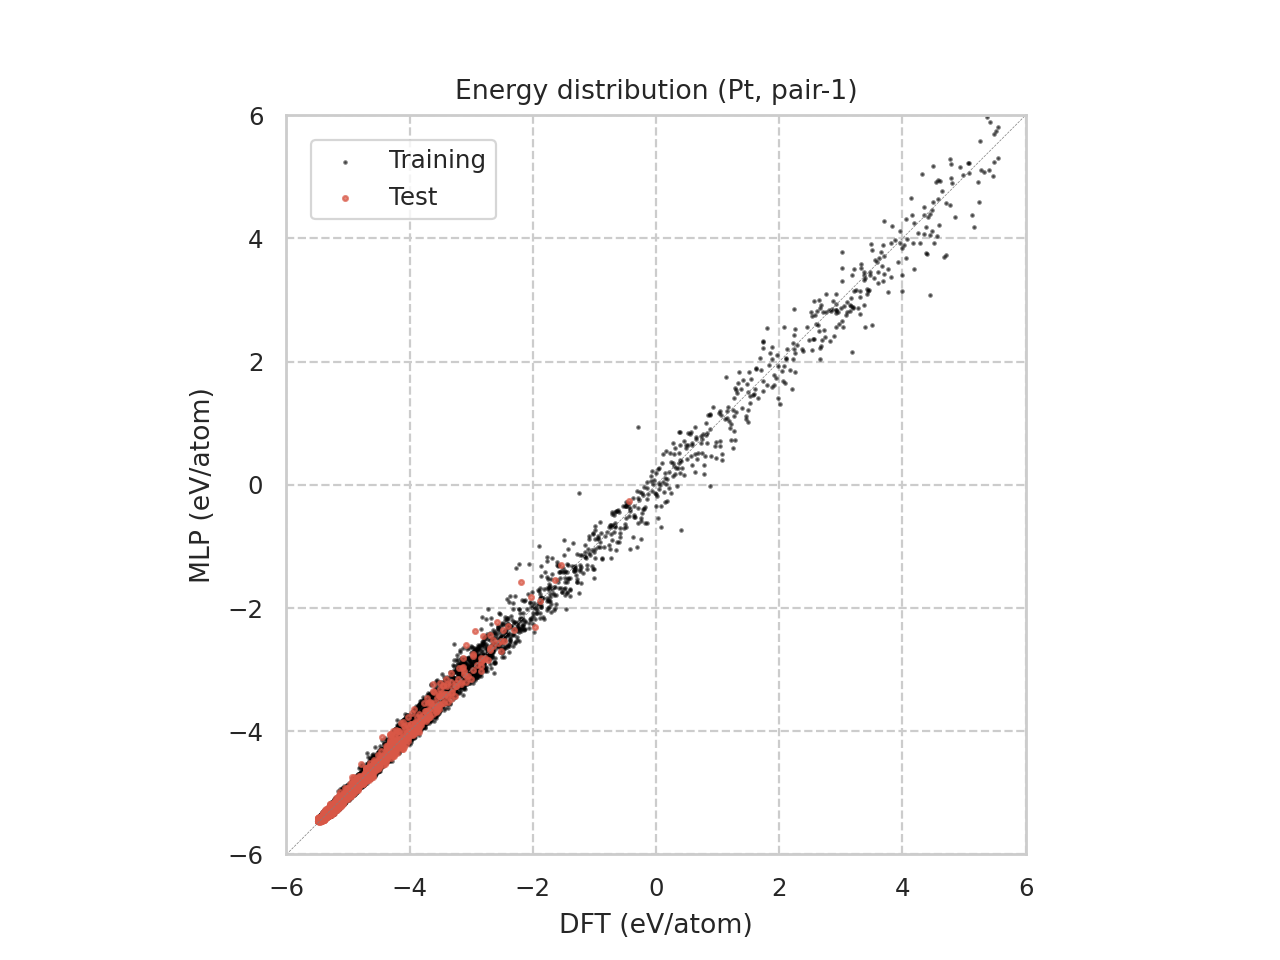 Energy distribution (Pt, pair-1)
Training
Test
MLP (eV/atom)
6
4
2
0
−2
−4
−6
−6
−4
−2
0
2
4
6
DFT (eV/atom)